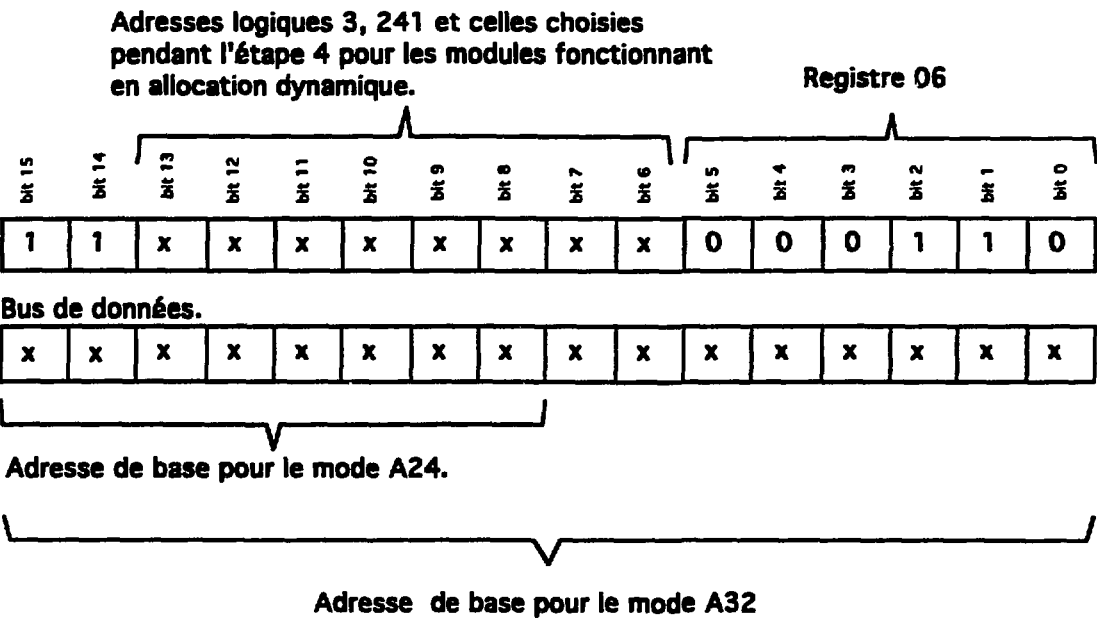 Adresses logiques 3, 241 et celles choisies
pendant l'étape 4 pour les modules fonctionnant
en allocation dynamique.
Registre 06
bit 15 bit 14 bit 13 bit 12 bit 11 bit 10 bit 9 bit 8 bit 7 bit 6 bit 5 bit 4 bit 3 bit 2 bit 1 bit 0
1 1 x x x x x x x x 0 0 0 1 1 0
Bus de données.
x x x x x x x x x x x x x x x x
Adresse de base pour le mode A24.
Adresse de base pour le mode A32